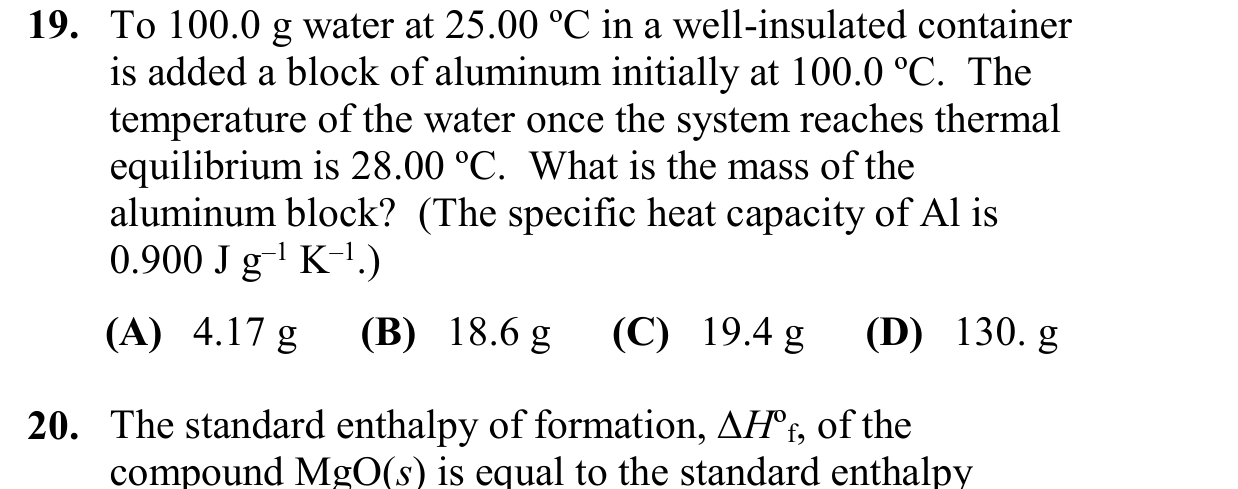 19. To 100.0 g water at 25.00 ºC in a well-insulated container
is added a block of aluminum initially at 100.0 ºC. The
temperature of the water once the system reaches thermal
equilibrium is 28.00 ºC. What is the mass of the
aluminum block? (The specific heat capacity of Al is
0.900 J g⁻¹ K⁻¹.)
(A) 4.17 g (B) 18.6 g (C) 19.4 g (D) 130. g
20. The standard enthalpy of formation, ΔHº_f, of the
compound MgO(s) is equal to the standard enthalpy